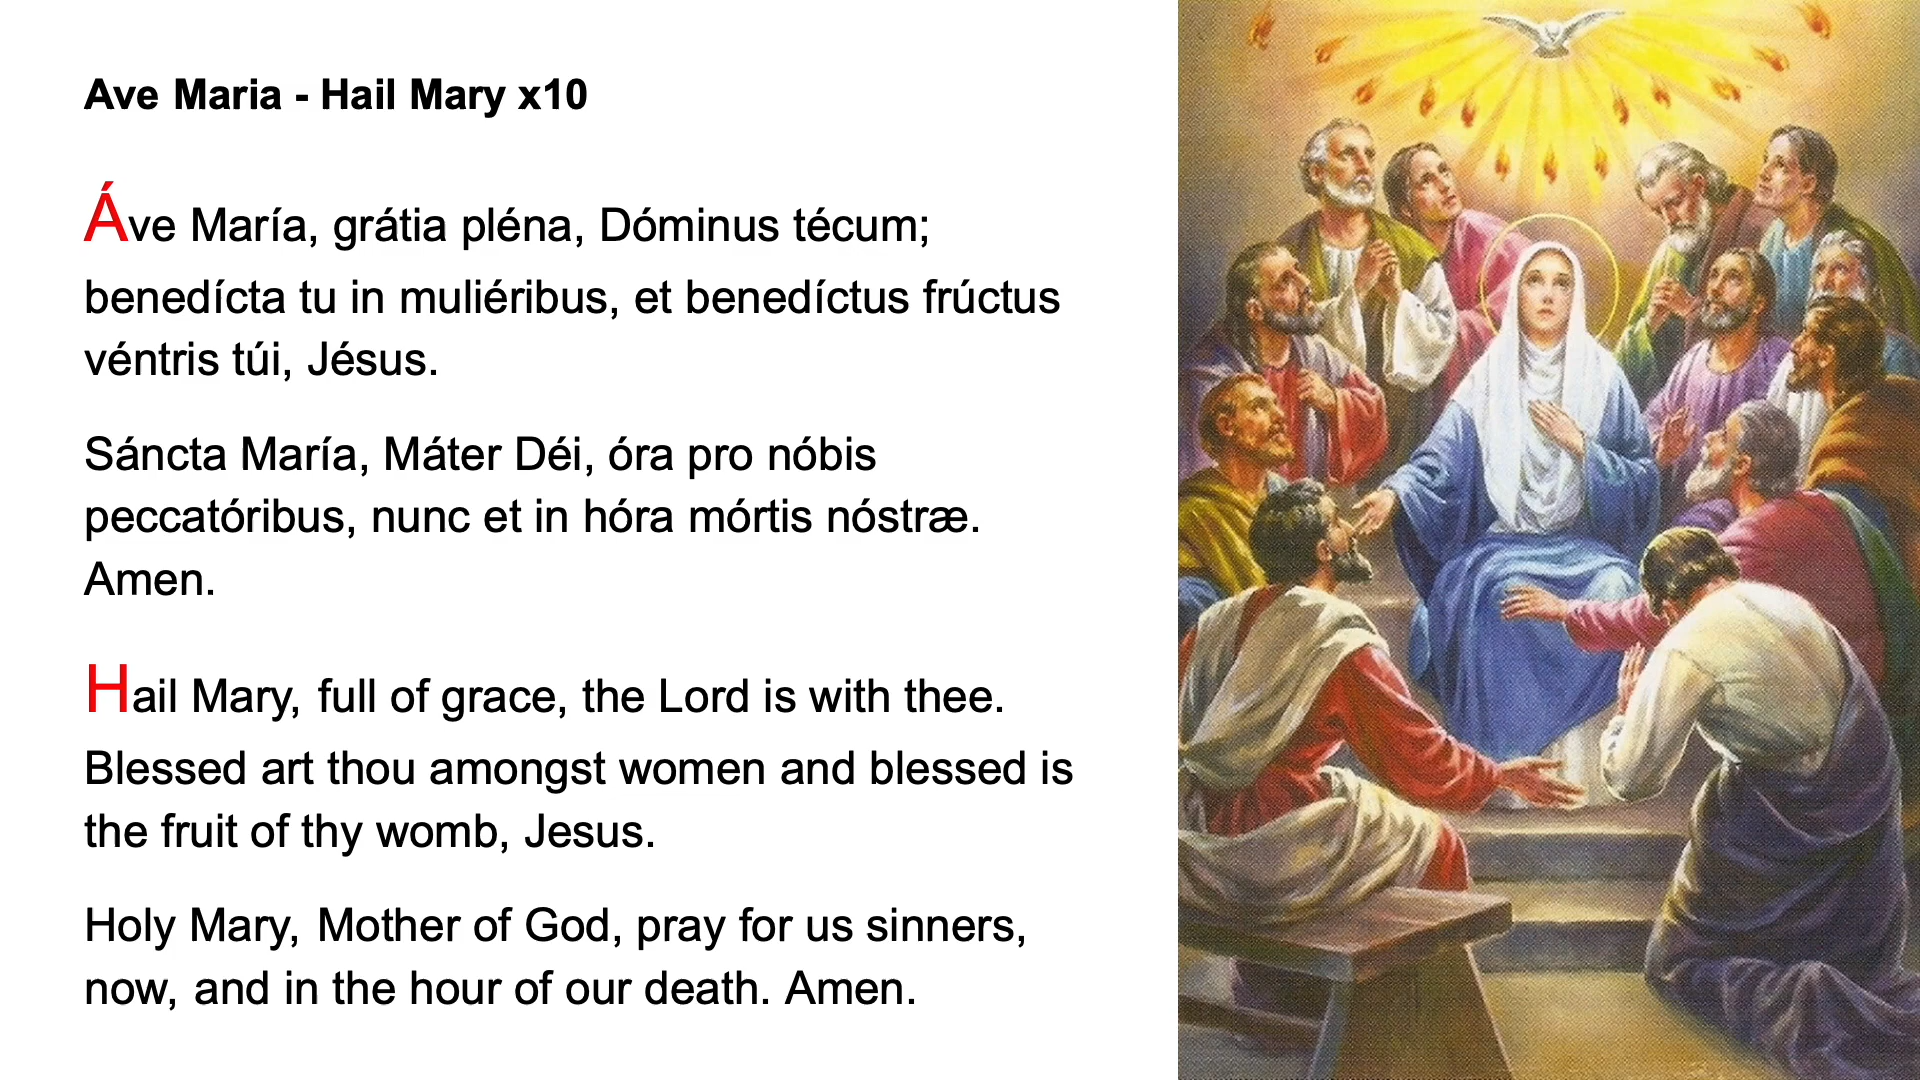 Ave Maria - Hail Mary x10
Áve María, grátia pléna, Dóminus técum;
benedícta tu in muliéribus, et benedíctus frúctus
véntris túi, Jésus.
Sáncta María, Máter Déi, óra pro nóbis
peccatóribus, nunc et in hóra mórtis nóstræ.
Amen.
Hail Mary, full of grace, the Lord is with thee.
Blessed art thou amongst women and blessed is
the fruit of thy womb, Jesus.
Holy Mary, Mother of God, pray for us sinners,
now, and in the hour of our death. Amen.